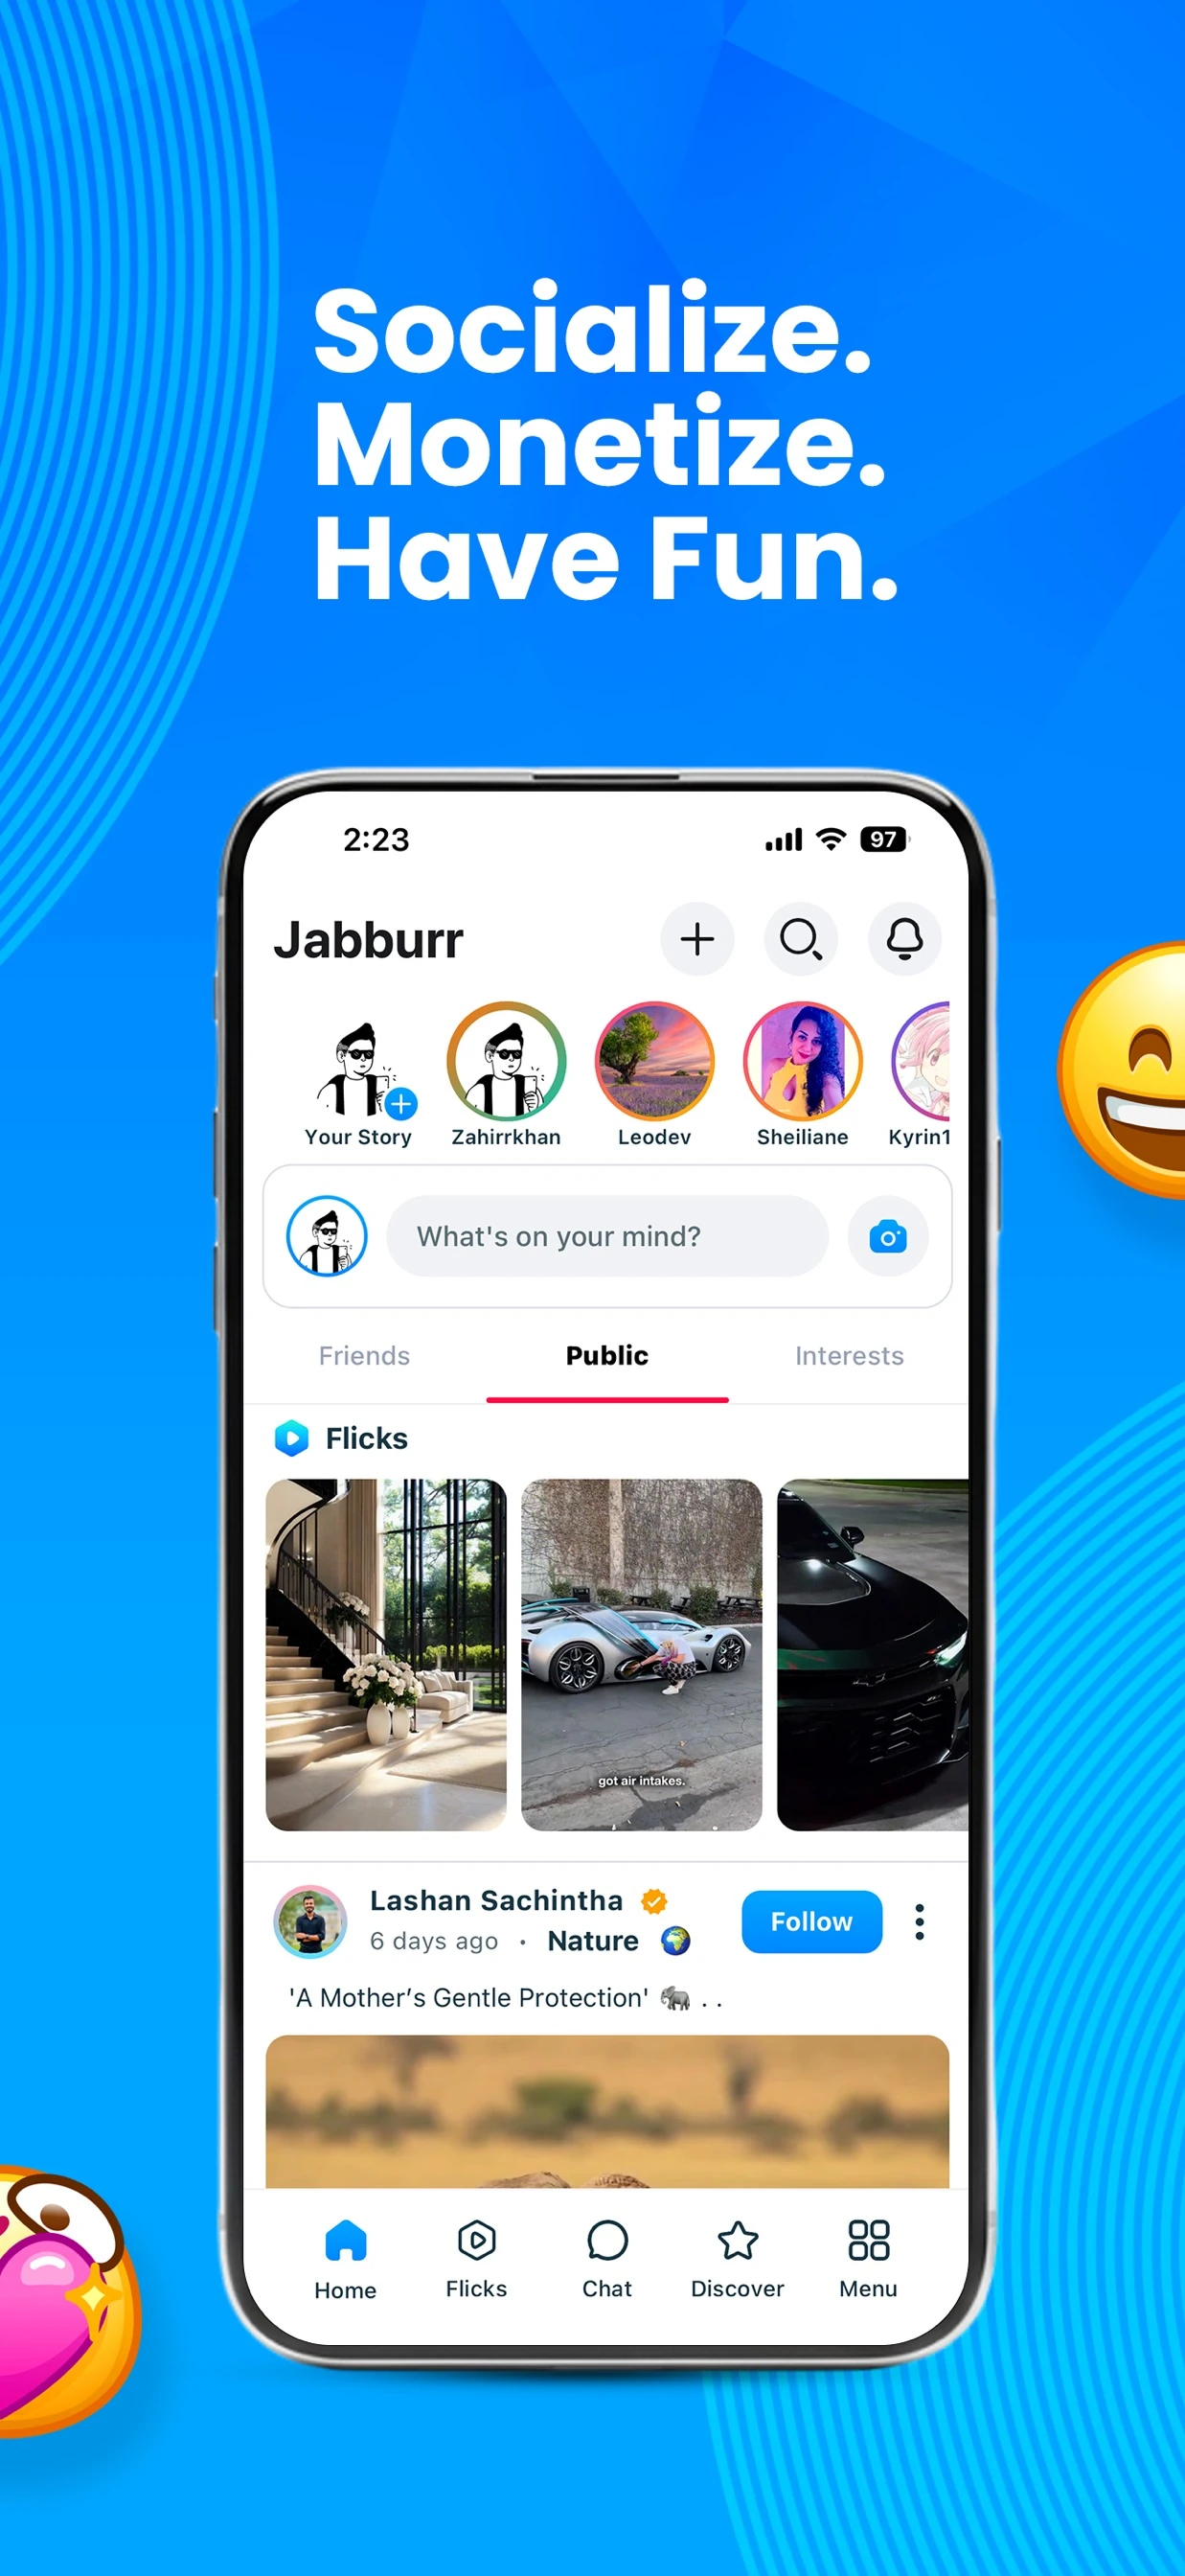 Socialize.
Monetize.
Have Fun.
2:23
97
Jabburr
Your Story
Zahirrkhan
Leodev
Sheiliane
Kyrin1
What's on your mind?
Friends
Public
Interests
Flicks
got air intakes.
Lashan Sachintha
Follow
6 days ago · Nature
'A Mother’s Gentle Protection' 🐘 . .
Home
Flicks
Chat
Discover
Menu